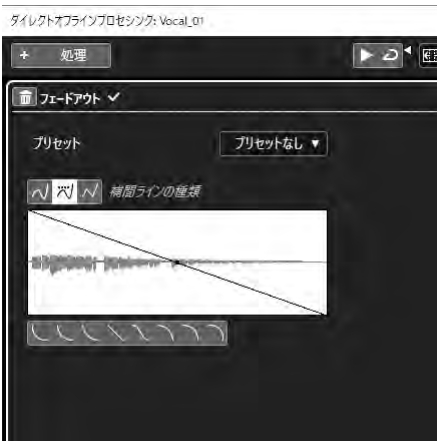 ダイレクトオフラインプロセシング: Vocal_01
+ 処理
フェードアウト
プリセット
プリセットなし
補間ラインの種類